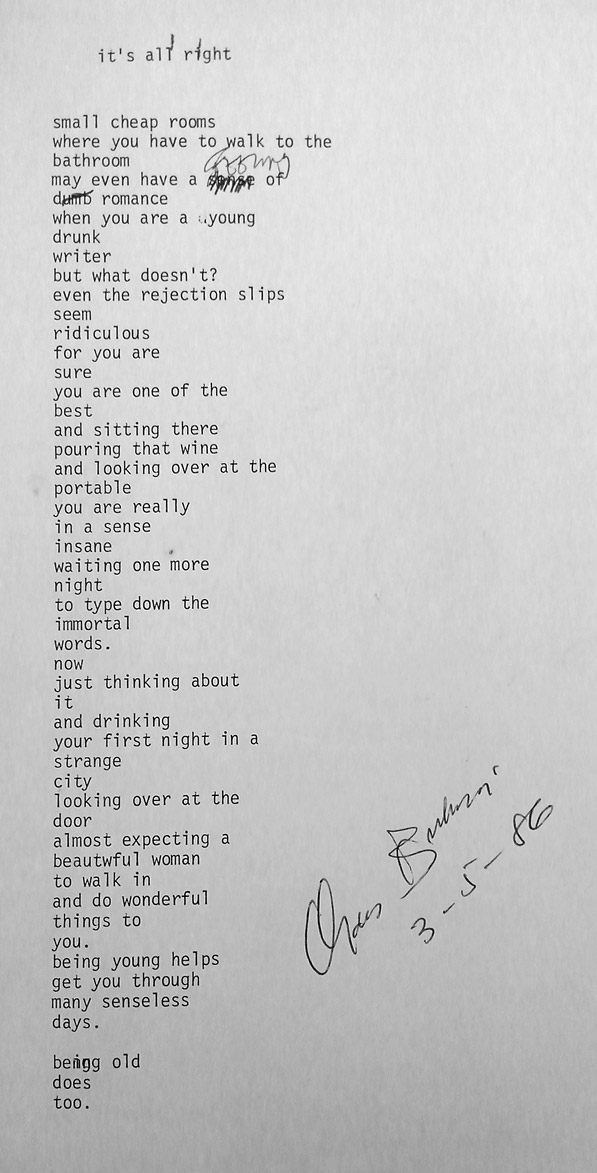 it's all right
small cheap rooms
where you have to walk to the
bathroom
may even have a sense of
dumb romance
when you are a young
drunk
writer
but what doesn't?
even the rejection slips
seem
ridiculous
for you are
sure
you are one of the
best
and sitting there
pouring that wine
and looking over at the
portable
you are really
in a sense
insane
waiting one more
night
to type down the
immortal
words.
now
just thinking about
it
and drinking
your first night in a
strange
city
looking over at the
door
almost expecting a
beautwful woman
to walk in
and do wonderful
things to
you.
being young helps
get you through
many senseless
days.
being old
does
too.
3-5-86